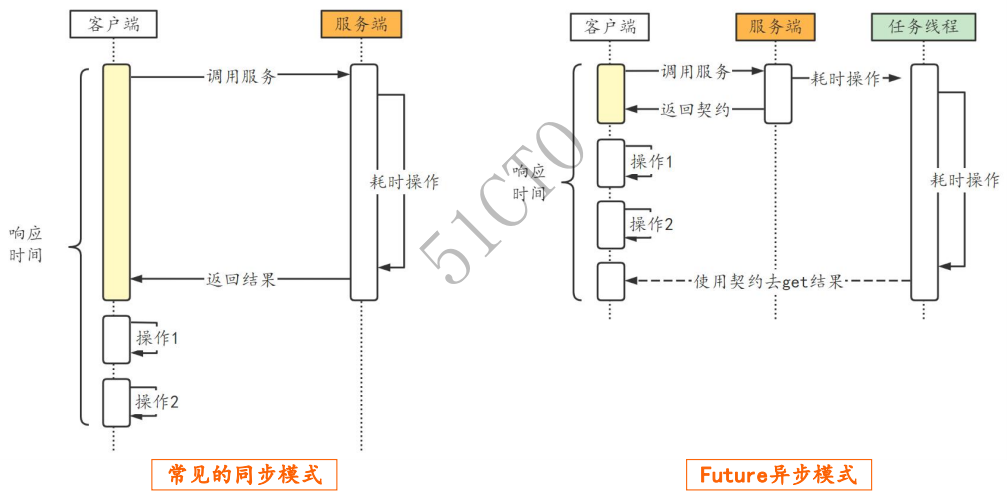 客户端
服务端
调用服务
耗时操作
响应
时间
返回结果
操作1
操作2
常见的同步模式
客户端
服务端
任务线程
调用服务
耗时操作
返回契约
操作1
响应
时间
耗时操作
操作2
使用契约去get结果
Future异步模式
51CTO